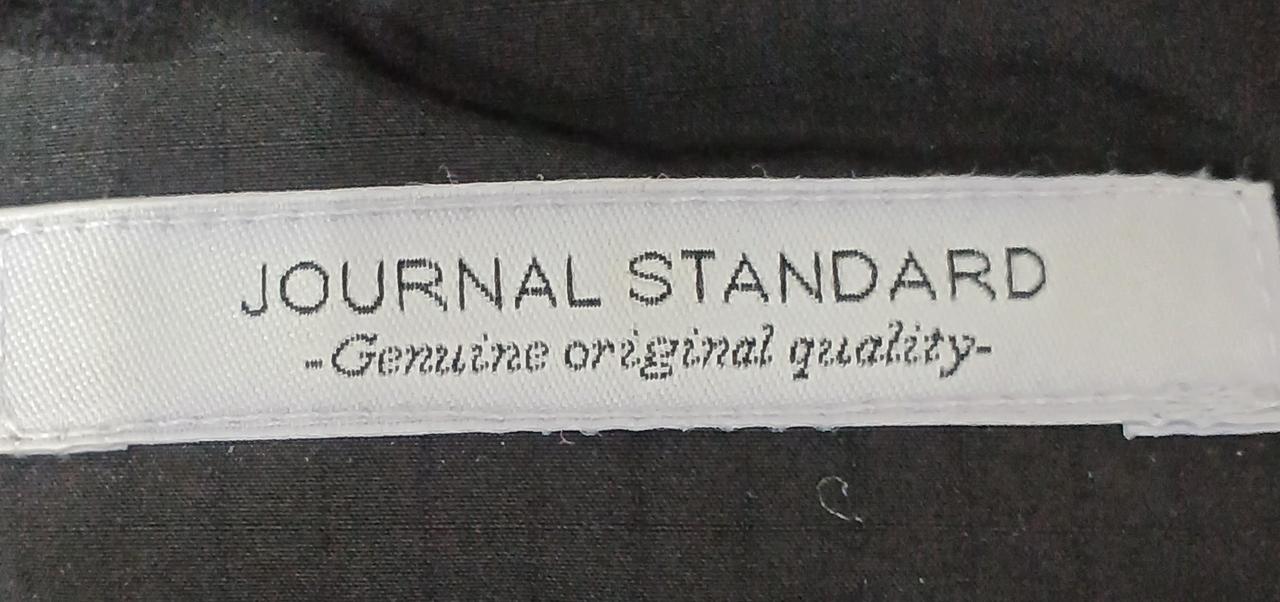 JOURNAL STANDARD
-Genuine original quality-